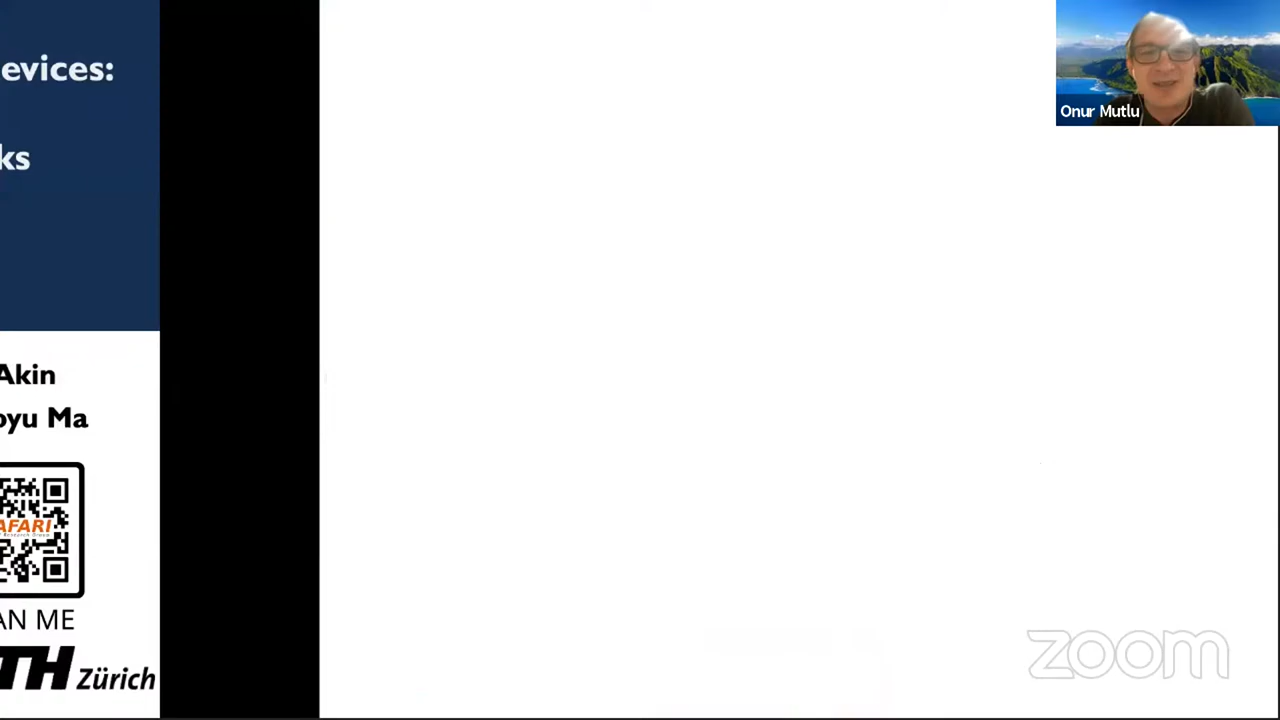 evices:
ks
Akin
oyu Ma
AFARI
AN ME
TH Zürich
Onur Mutlu
zoom